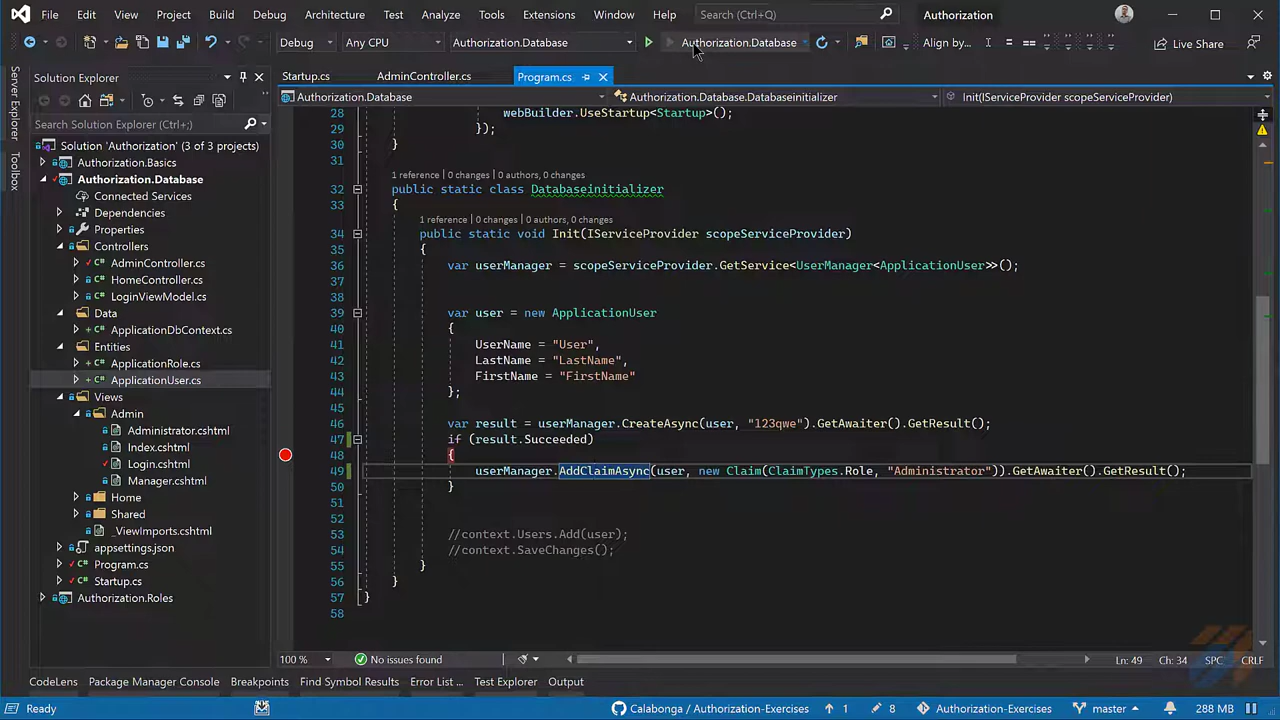 File Edit View Project Build Debug Architecture Test Analyze Tools Extensions Window Help Search (Ctrl+Q) Authorization
Debug Any CPU Authorization.Database Authorization.Database Align by... Live Share
Server Explorer
Toolbox
Solution Explorer
Search Solution Explorer (Ctrl+;)
Solution 'Authorization' (3 of 3 projects)
Authorization.Basics
Authorization.Database
Connected Services
Dependencies
Properties
Controllers
AdminController.cs
HomeController.cs
LoginViewModel.cs
Data
ApplicationDbContext.cs
Entities
ApplicationRole.cs
ApplicationUser.cs
Views
Admin
Administrator.cshtml
Index.cshtml
Login.cshtml
Manager.cshtml
Home
Shared
_ViewImports.cshtml
appsettings.json
Program.cs
Startup.cs
Authorization.Roles
Startup.cs AdminController.cs Program.cs
Authorization.Database Authorization.Database.Databaseinitializer Init(IServiceProvider scopeServiceProvider)
28 webBuilder.UseStartup<Startup>();
29 });
30 }
31
1 reference | 0 changes | 0 authors, 0 changes
32 public static class Databaseinitializer
33 {
1 reference | 0 changes | 0 authors, 0 changes
34 public static void Init(IServiceProvider scopeServiceProvider)
35 {
36 var userManager = scopeServiceProvider.GetService<UserManager<ApplicationUser>>();
37
38
39 var user = new ApplicationUser
40 {
41 UserName = "User",
42 LastName = "LastName",
43 FirstName = "FirstName"
44 };
45
46 var result = userManager.CreateAsync(user, "123qwe").GetAwaiter().GetResult();
47 if (result.Succeeded)
48 {
49 userManager.AddClaimAsync(user, new Claim(ClaimTypes.Role, "Administrator")).GetAwaiter().GetResult();
50 }
51
52
53 //context.Users.Add(user);
54 //context.SaveChanges();
55 }
56 }
57 }
58
100 % No issues found Ln: 49 Ch: 34 SPC CRLF
CodeLens Package Manager Console Breakpoints Find Symbol Results Test Explorer Output
Ready Calabonga / Authorization-Exercises 1 8 Authorization-Exercises master 288 MB